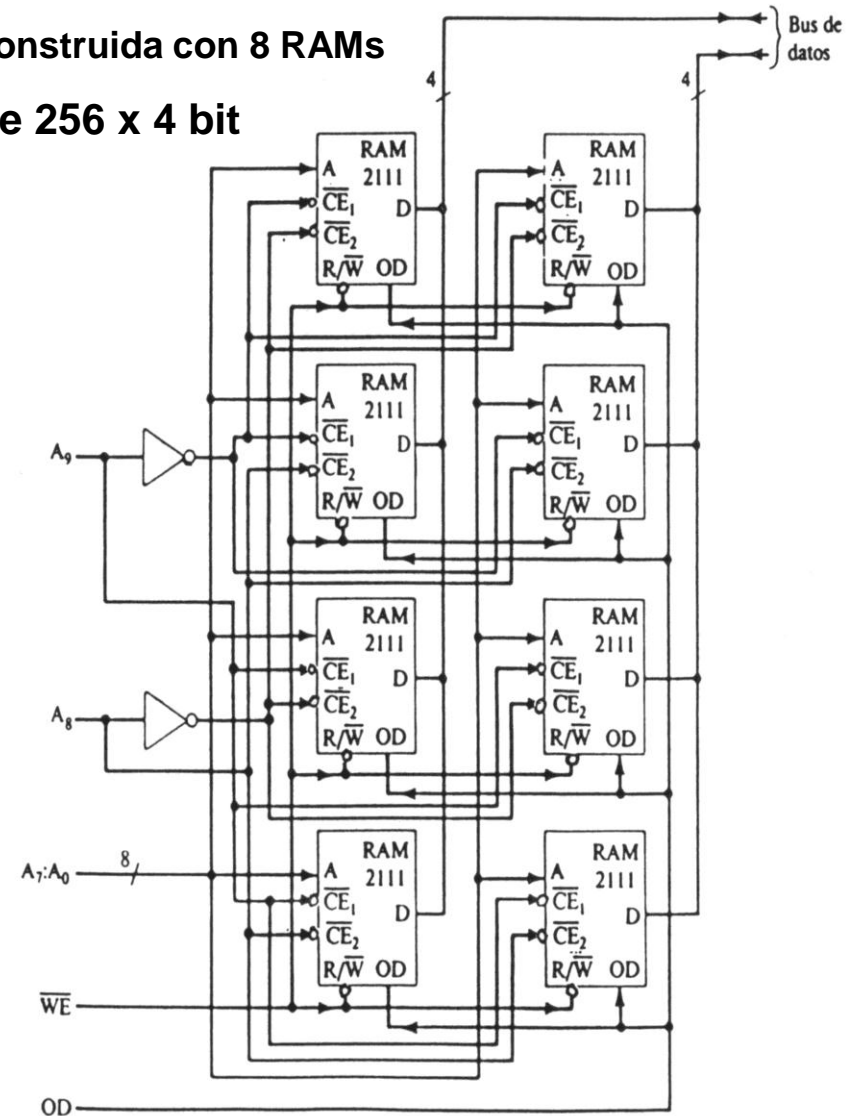 onstruida con 8 RAMs
e 256 x 4 bit
Bus de
datos
4
4
RAM
2111
A
CE₁
CE₂
D
R/W OD
RAM
2111
A
CE₁
CE₂
D
R/W OD
RAM
2111
A
CE₁
CE₂
D
R/W OD
RAM
2111
A
CE₁
CE₂
D
R/W OD
A₉
RAM
2111
A
CE₁
CE₂
D
R/W OD
RAM
2111
A
CE₁
CE₂
D
R/W OD
A₈
RAM
2111
A
CE₁
CE₂
D
R/W OD
RAM
2111
A
CE₁
CE₂
D
R/W OD
A₇:A₀
8
WE
OD